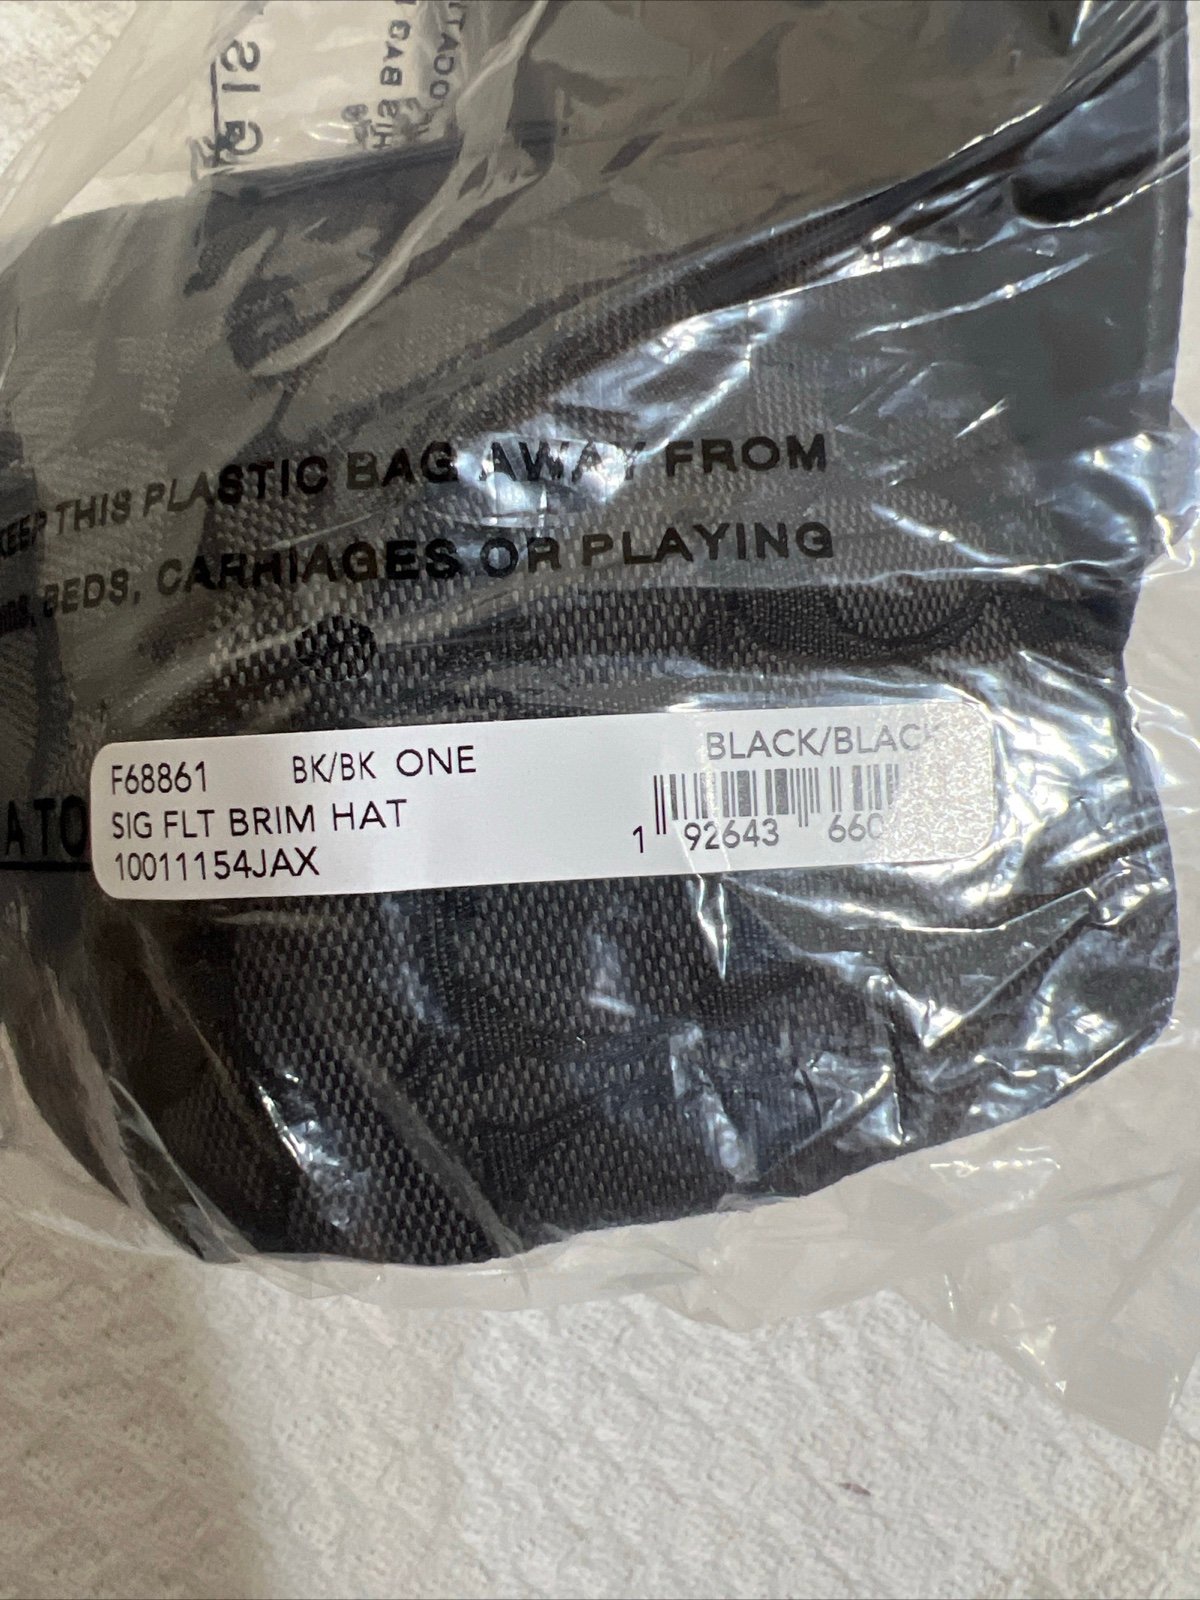 KEEP THIS PLASTIC BAG AWAY FROM
BEDS, CARRIAGES OR PLAYING
F68861 BK/BK ONE BLACK/BLACK
SIG FLT BRIM HAT
10011154JAX
1 92643 660